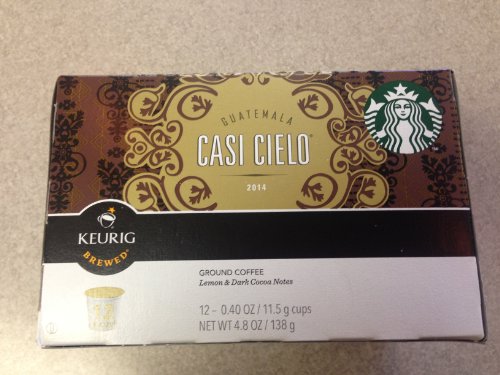 GUATEMALA
CASI CIELO®
2014
KEURIG
BREWED
GROUND COFFEE
Lemon & Dark Cocoa Notes
12 – 0.40 OZ / 11.5 g cups
NET WT 4.8 OZ / 138 g
12